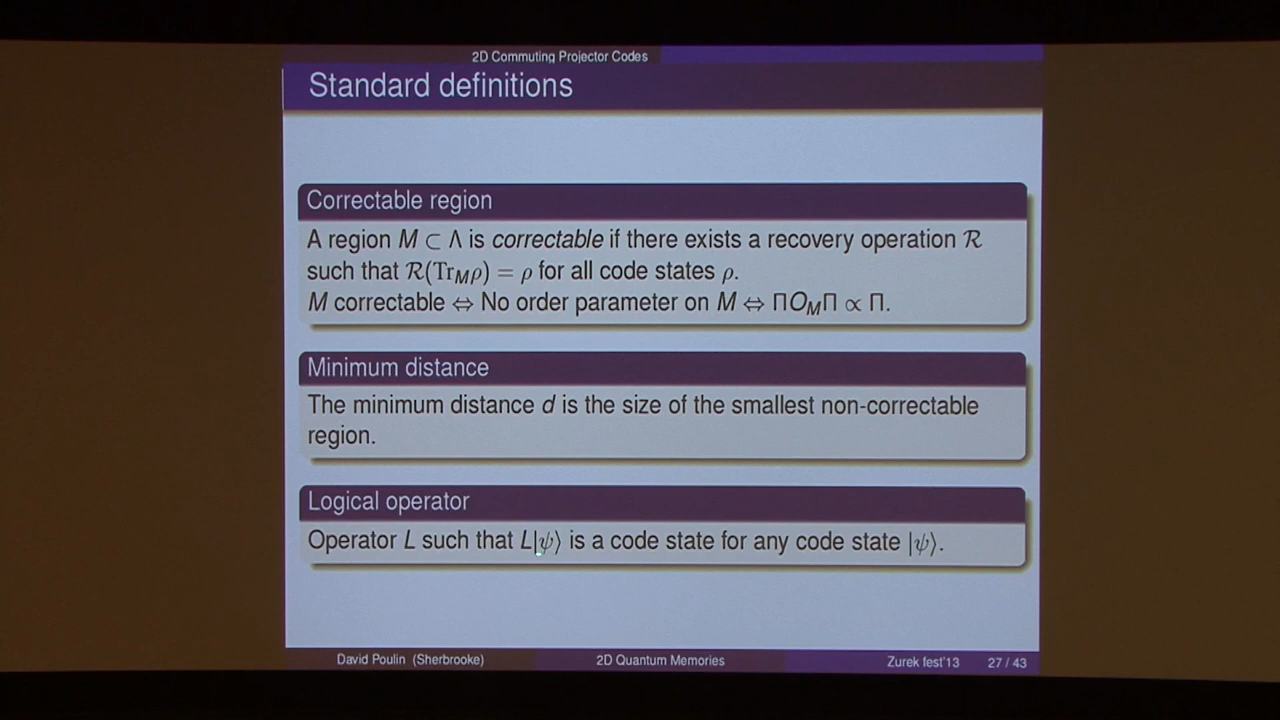 2D Commuting Projector Codes
Standard definitions
Correctable region
A region M ⊂ Λ is correctable if there exists a recovery operation ℛ
such that ℛ(Tr_Mρ) = ρ for all code states ρ.
M correctable ⇔ No order parameter on M ⇔ ΠO_MΠ ∝ Π.
Minimum distance
The minimum distance d is the size of the smallest non-correctable
region.
Logical operator
Operator L such that L|ψ⟩ is a code state for any code state |ψ⟩.
David Poulin (Sherbrooke) 2D Quantum Memories Zurek fest'13 27 / 43